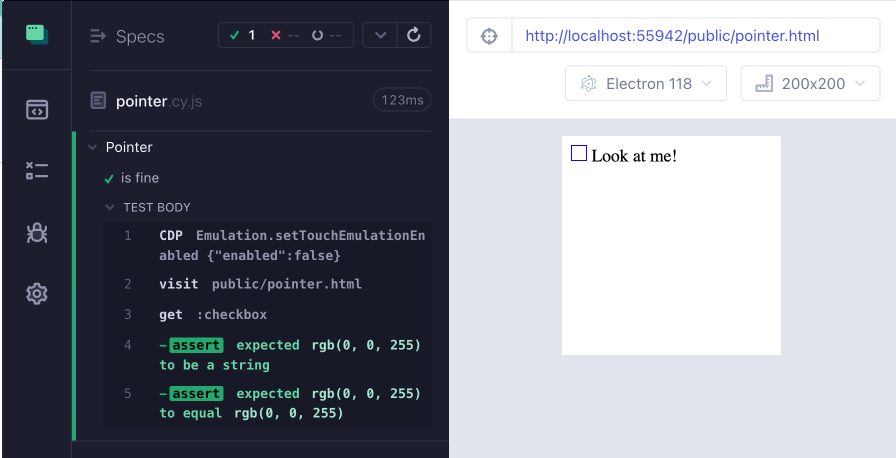 Specs
1 -- --
pointer.cy.js
123ms
Pointer
is fine
TEST BODY
1 CDP Emulation.setTouchEmulationEn
abled {"enabled":false}
2 visit public/pointer.html
3 get :checkbox
4 -assert expected rgb(0, 0, 255)
to be a string
5 -assert expected rgb(0, 0, 255)
to equal rgb(0, 0, 255)
http://localhost:55942/public/pointer.html
Electron 118
200x200
Look at me!